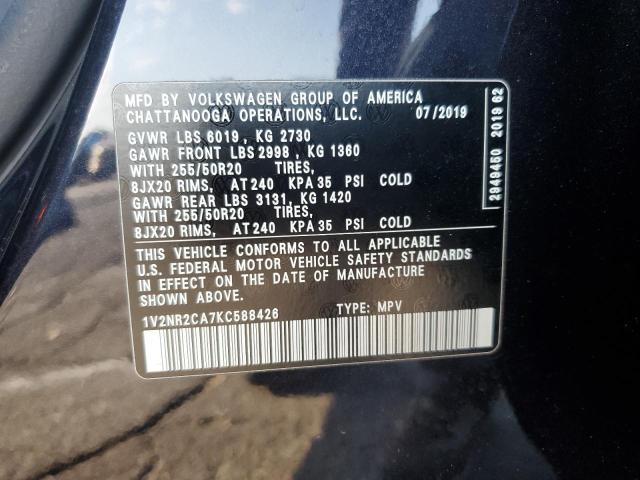 MFD BY VOLKSWAGEN GROUP OF AMERICA
CHATTANOOGA OPERATIONS, LLC. 07/2019
GVWR LBS 6019, KG 2730
GAWR FRONT LBS 2998, KG 1360
WITH 255/50R20 TIRES,
8JX20 RIMS, AT 240 KPA 35 PSI COLD
GAWR REAR LBS 3131, KG 1420
WITH 255/50R20 TIRES,
8JX20 RIMS, AT 240 KPA 35 PSI COLD
THIS VEHICLE CONFORMS TO ALL APPLICABLE
U.S. FEDERAL MOTOR VEHICLE SAFETY STANDARDS
IN EFFECT ON THE DATE OF MANUFACTURE
SHOWN ABOVE.
1V2NR2CA7KC588426 TYPE: MPV
2949450 2019 62